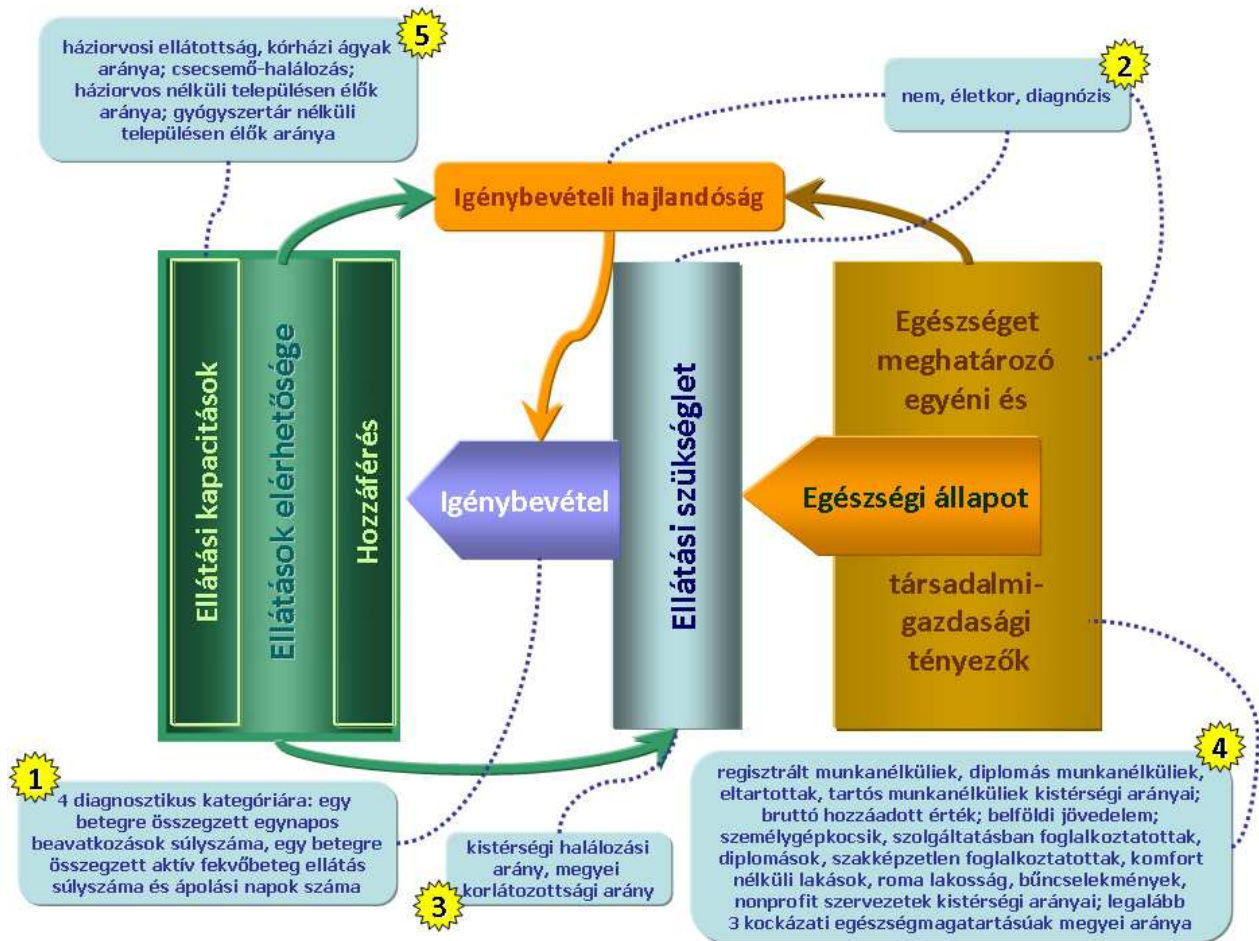 5
háziorvosi ellátottság, kórházi ágyak
aránya; csecsemő-halálozás;
háziorvos nélküli településen élők
aránya; gyógyszertár nélküli
településen élők aránya
2
nem, életkor, diagnózis
Igénybevételi hajlandóság
Ellátási kapacitások
Ellátások elérhetősége
Hozzáférés
Igénybevétel
Ellátási szükséglet
Egészséget
meghatározó
egyéni és
Egészségi állapot
társadalmi-
gazdasági
tényezők
1
4 diagnosztikus kategóriára: egy
betegre összegzett egynapos
beavatkozások súlyszáma, egy betegre
összegzett aktív fekvőbeteg ellátás
súlyszáma és ápolási napok száma
3
kistérségi halálozási
arány, megyei
korlátozottsági arány
4
regisztrált munkanélküliek, diplomás munkanélküliek,
eltartottak, tartós munkanélküliek kistérségi arányai;
bruttó hozzáadott érték; belföldi jövedelem;
személygépkocsik, szolgáltatásban foglalkoztatottak,
diplomások, szakképzetlen foglalkoztatottak, komfort
nélküli lakások, roma lakosság, bűncselekmények,
nonprofit szervezetek kistérségi arányai; legalább
3 kockázati egészségmagatartásúak megyei aránya